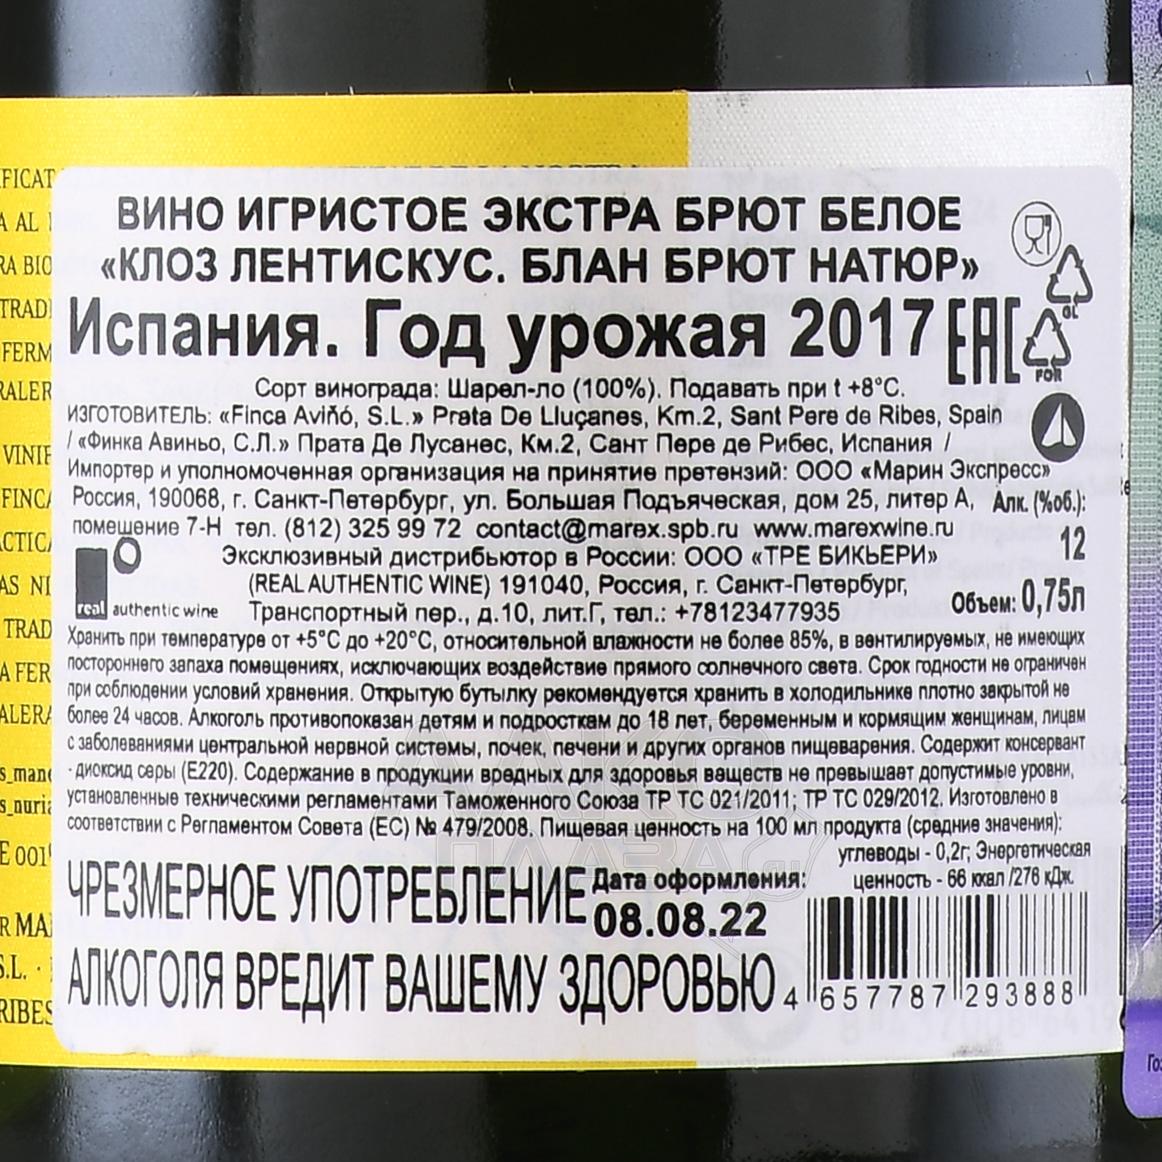 ВИНО ИГРИСТОЕ ЭКСТРА БРЮТ БЕЛОЕ
«КЛОЗ ЛЕНТИСКУС. БЛАН БРЮТ НАТЮР»
Испания. Год урожая 2017
EAC
GL
FOR
Сорт винограда: Шарел-ло (100%). Подавать при t +8°С.
ИЗГОТОВИТЕЛЬ: «Finca Aviñó, S.L.» Prata De Lluçanes, Km.2, Sant Pere de Ribes, Spain
/ «Финка Авиньо, С.Л.» Прата Де Лусанес, Км.2, Сант Пере де Рибес, Испания /
Импортер и уполномоченная организация на принятие претензий: ООО «Марин Экспресс»
Россия, 190068, г. Санкт-Петербург, ул. Большая Подъяческая, дом 25, литер А,
помещение 7-Н тел. (812) 325 99 72 contact@marex.spb.ru www.marexwine.ru
Алк. (%об.):
12
Эксклюзивный дистрибьютор в России: ООО «ТРЕ БИКЬЕРИ»
(REAL AUTHENTIC WINE) 191040, Россия, г. Санкт-Петербург,
Транспортный пер., д.10, лит.Г, тел.: +78123477935
real authentic wine
Объем: 0,75л
Хранить при температуре от +5°С до +20°С, относительной влажности не более 85%, в вентилируемых, не имеющих
постороннего запаха помещениях, исключающих воздействие прямого солнечного света. Срок годности не ограничен
при соблюдении условий хранения. Открытую бутылку рекомендуется хранить в холодильнике плотно закрытой не
более 24 часов. Алкоголь противопоказан детям и подросткам до 18 лет, беременным и кормящим женщинам, лицам
с заболеваниями центральной нервной системы, почек, печени и других органов пищеварения. Содержит консервант
- диоксид серы (Е220). Содержание в продукции вредных для здоровья веществ не превышает допустимые уровни,
установленные техническими регламентами Таможенного Союза ТР ТС 021/2011; ТР ТС 029/2012. Изготовлено в
соответствии с Регламентом Совета (ЕС) № 479/2008. Пищевая ценность на 100 мл продукта (средние значения):
углеводы - 0,2г; Энергетическая
ценность - 66 ккал /276 кДж.
Дата оформления:
08.08.22
ЧРЕЗМЕРНОЕ УПОТРЕБЛЕНИЕ
АЛКОГОЛЯ ВРЕДИТ ВАШЕМУ ЗДОРОВЬЮ
4 657787 293888